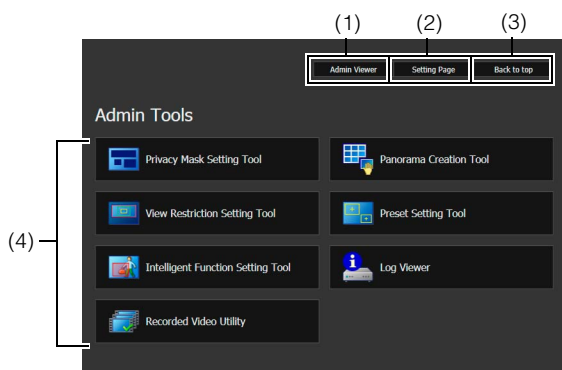 (1) (2) (3)
Admin Viewer Setting Page Back to top
Admin Tools
Privacy Mask Setting Tool Panorama Creation Tool
View Restriction Setting Tool Preset Setting Tool
(4)
Intelligent Function Setting Tool Log Viewer
Recorded Video Utility